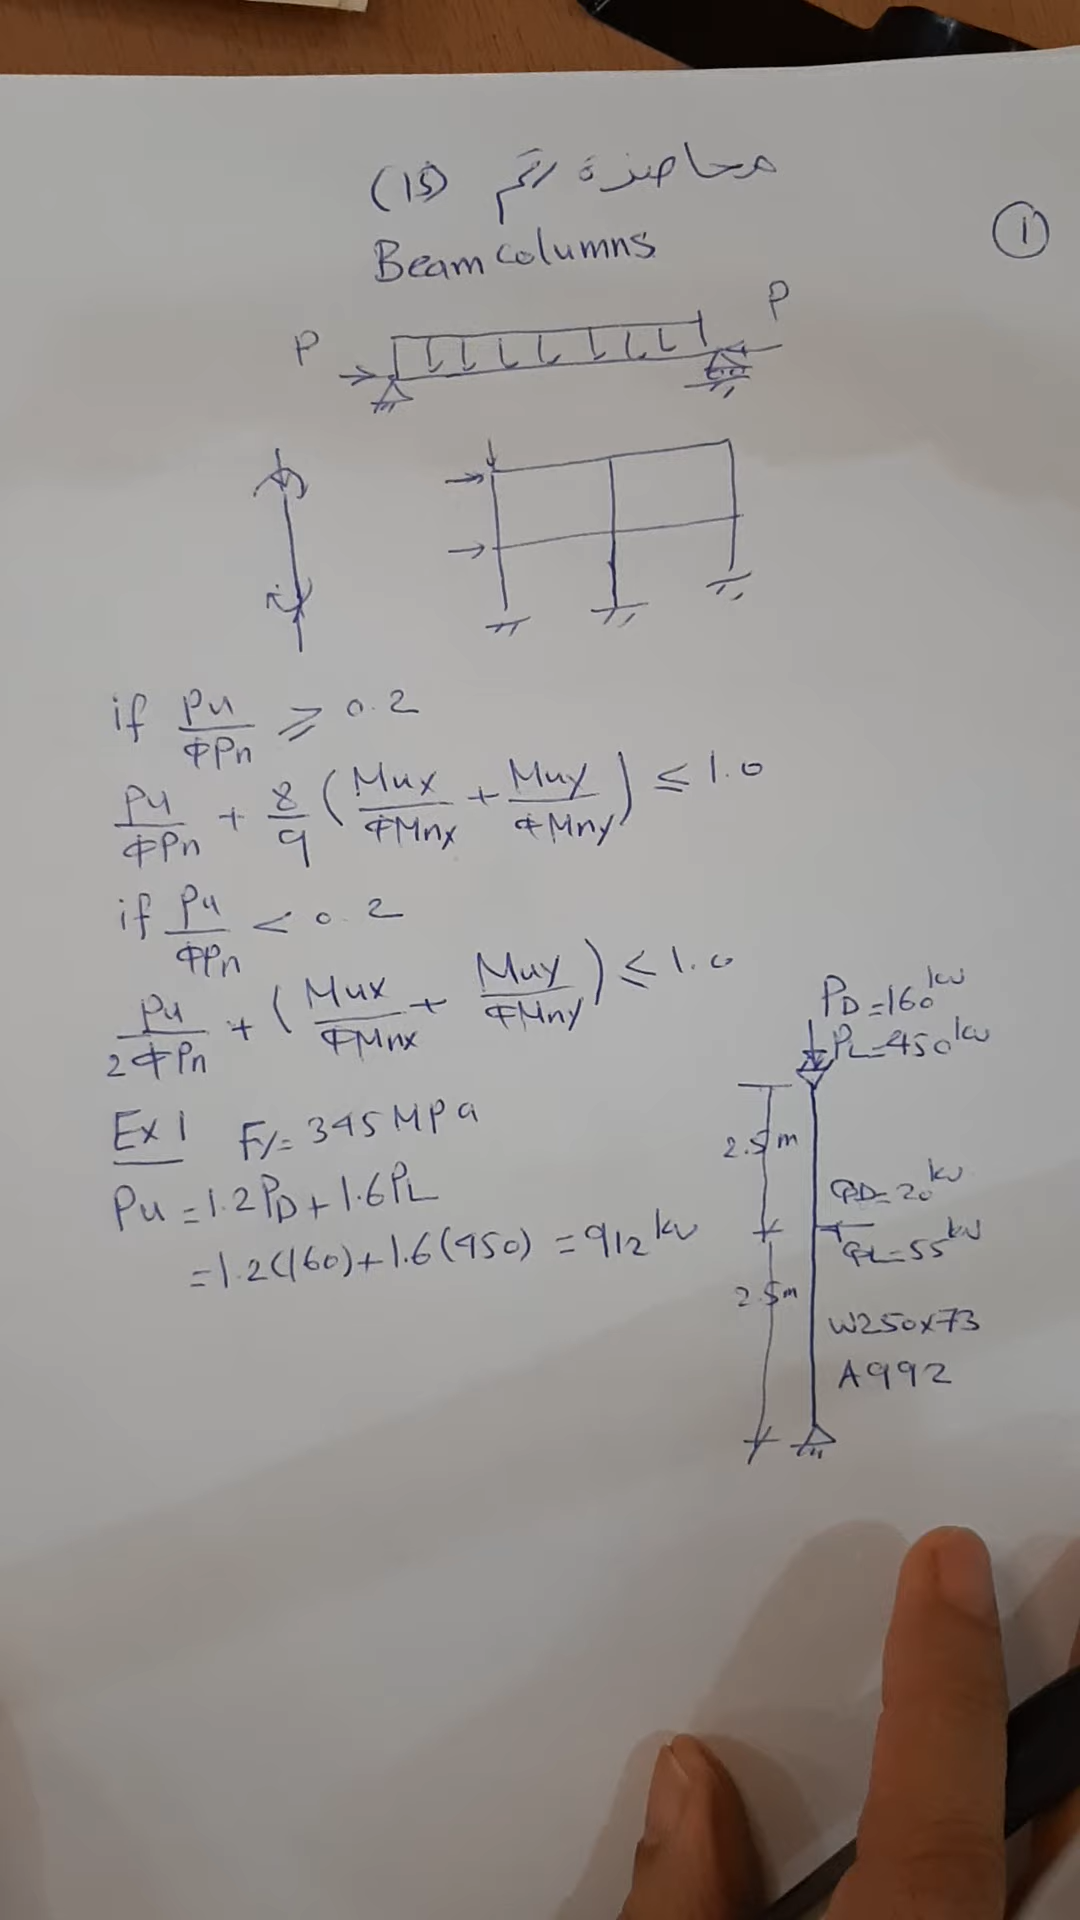 محاضرة رقم (15)
Beam columns
①
P
P
if Pu/ΦPn ≥ 0.2
Pu/ΦPn + 8/9 (Mux/ΦMnx + Muy/ΦMny) ≤ 1.0
if Pu/ΦPn < 0.2
Pu/2ΦPn + (Mux/ΦMnx + Muy/ΦMny) ≤ 1.0
Ex 1 Fy = 345 MPa
Pu = 1.2PD + 1.6PL
= 1.2(160) + 1.6(450) = 912 kN
PD = 160 kN
PL = 450 kN
2.5 m
QD = 20 kN
QL = 55 kN
2.5 m
W250x73
A992